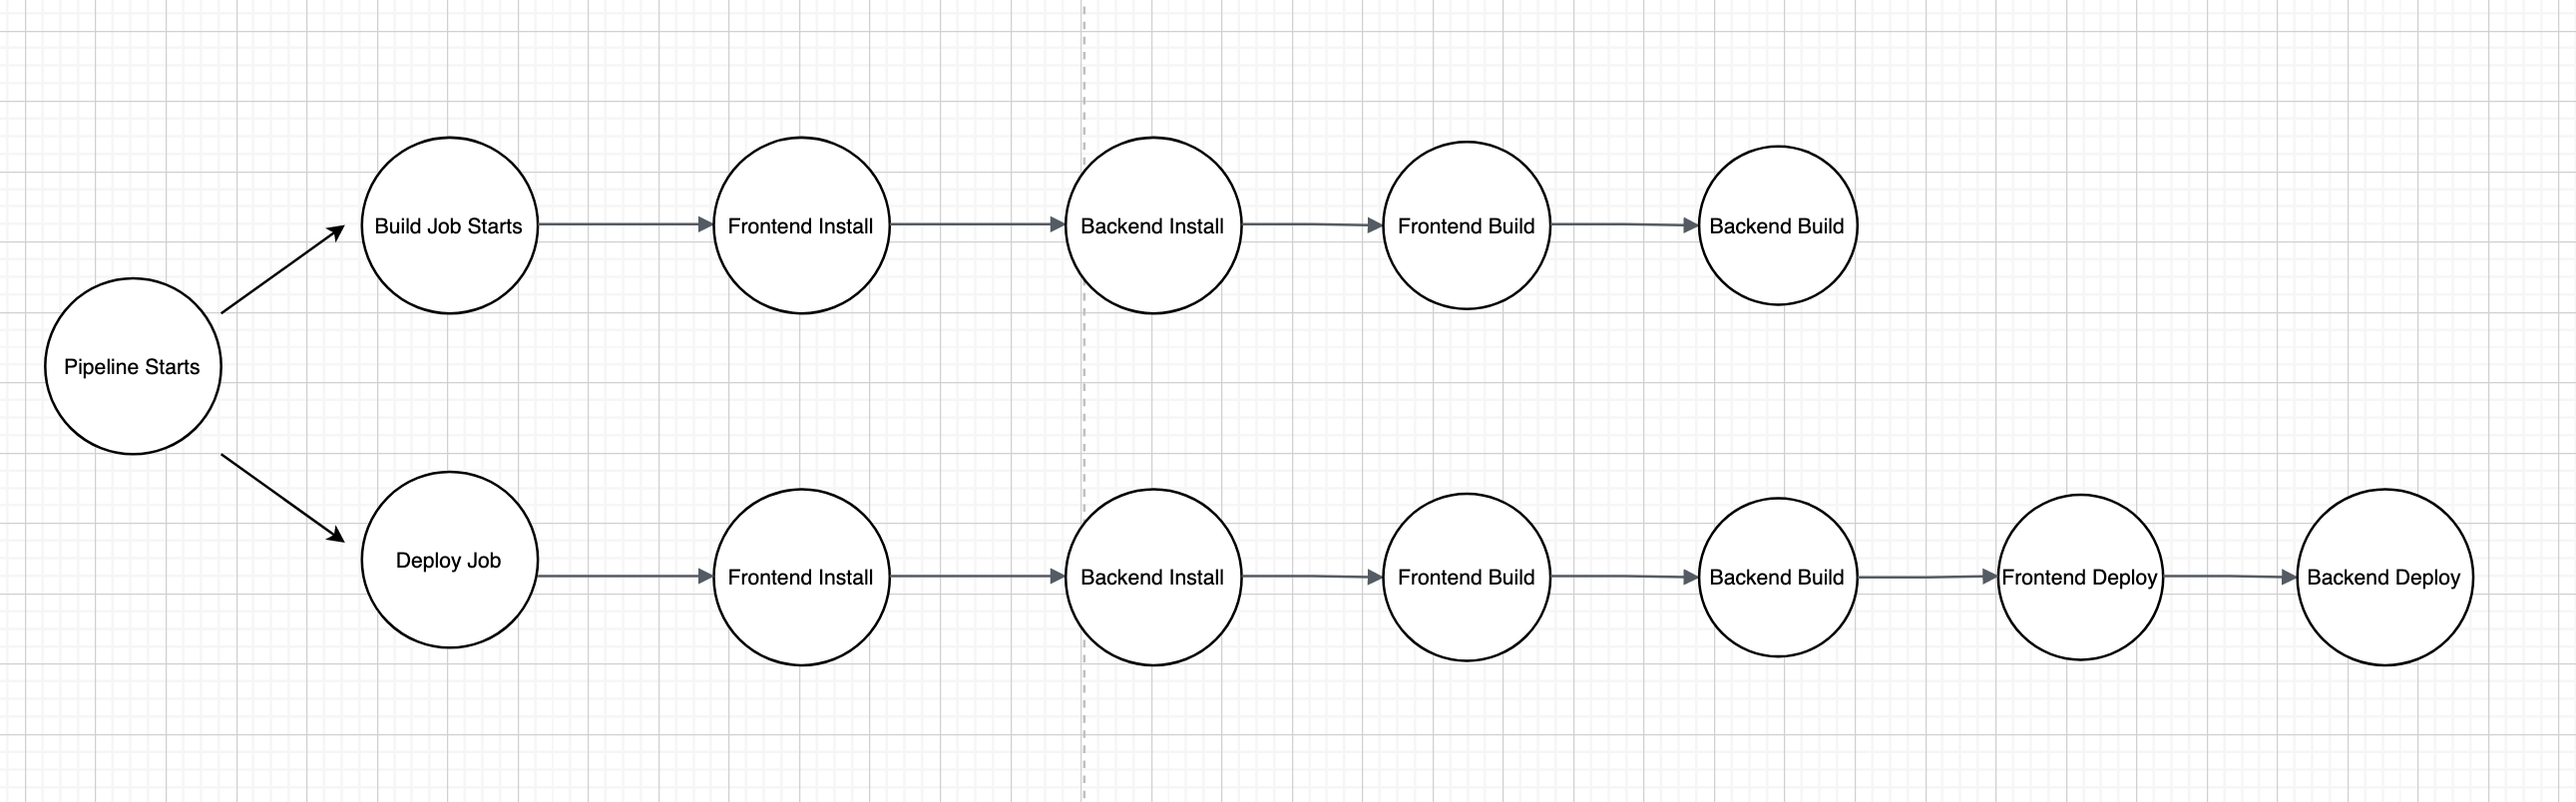 Build Job Starts
Frontend Install
Backend Install
Frontend Build
Backend Build
Pipeline Starts
Deploy Job
Frontend Install
Backend Install
Frontend Build
Backend Build
Frontend Deploy
Backend Deploy